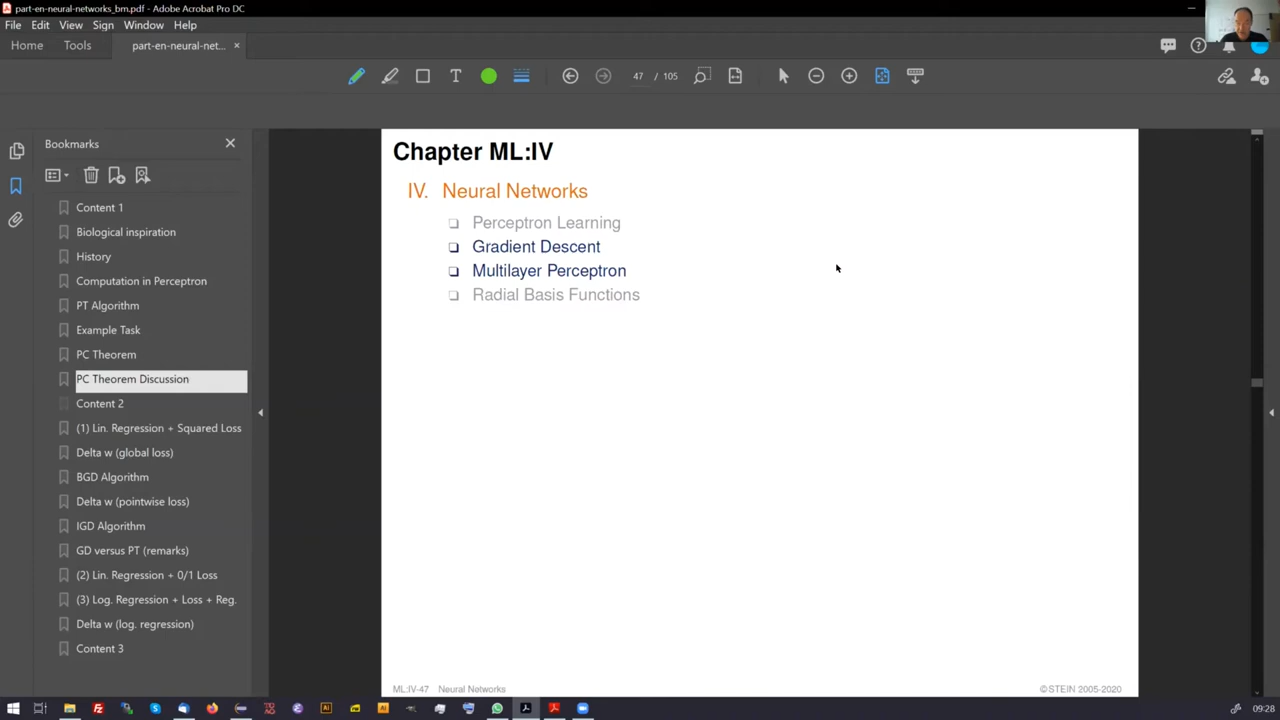 part-en-neural-networks_bm.pdf - Adobe Acrobat Pro DC
File Edit View Sign Window Help
Home Tools part-en-neural-net... ×
47 / 105
Bookmarks
Content 1
Biological inspiration
History
Computation in Perceptron
PT Algorithm
Example Task
PC Theorem
PC Theorem Discussion
Content 2
(1) Lin. Regression + Squared Loss
Delta w (global loss)
BGD Algorithm
Delta w (pointwise loss)
IGD Algorithm
GD versus PT (remarks)
(2) Lin. Regression + 0/1 Loss
(3) Log. Regression + Loss + Reg.
Delta w (log. regression)
Content 3
Chapter ML:IV
IV. Neural Networks
❑ Perceptron Learning
❑ Gradient Descent
❑ Multilayer Perceptron
❑ Radial Basis Functions
ML:IV-47 Neural Networks
©STEIN 2005-2020
09:28